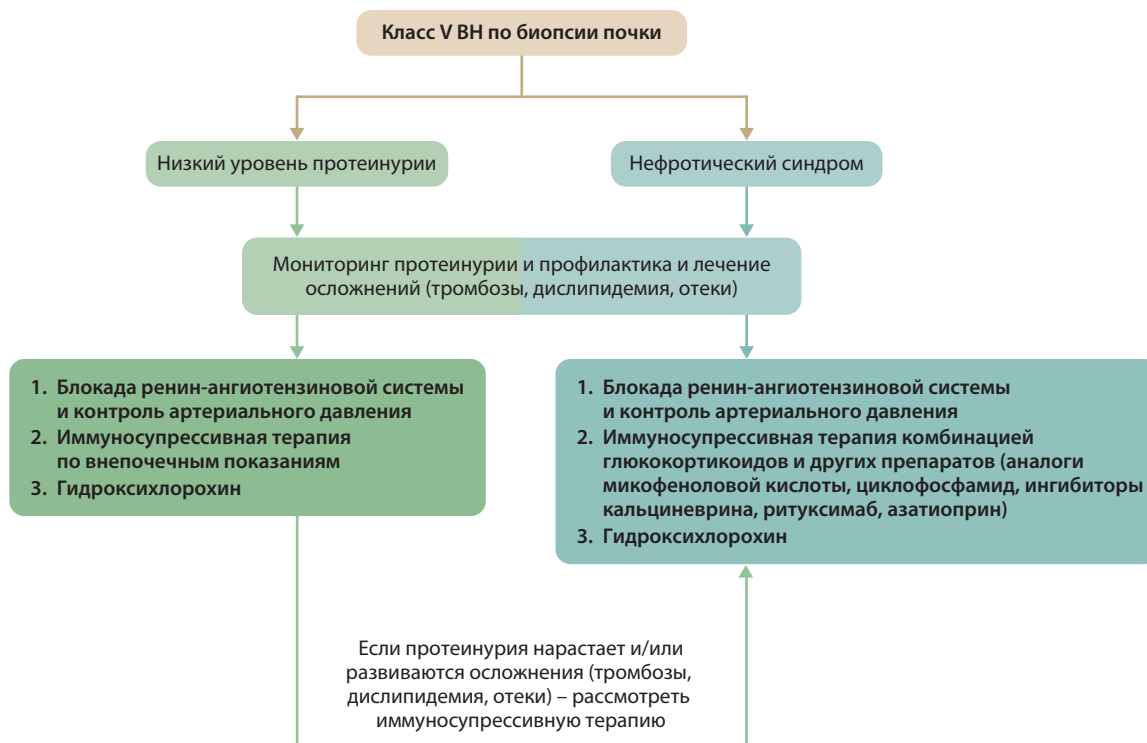 Класс V ВН по биопсии почки
Низкий уровень протеинурии
Нефротический синдром
Мониторинг протеинурии и профилактика и лечение
осложнений (тромбозы, дислипидемия, отеки)
1. Блокада ренин-ангиотензиновой системы
и контроль артериального давления
2. Иммуносупрессивная терапия
по внепочечным показаниям
3. Гидроксихлорохин
1. Блокада ренин-ангиотензиновой системы
и контроль артериального давления
2. Иммуносупрессивная терапия комбинацией
глюкокортикоидов и других препаратов (аналоги
микофеноловой кислоты, циклофосфамид, ингибиторы
кальциневрина, ритуксимаб, азатиоприн)
3. Гидроксихлорохин
Если протеинурия нарастает и/или
развиваются осложнения (тромбозы,
дислипидемия, отеки) – рассмотреть
иммуносупрессивную терапию